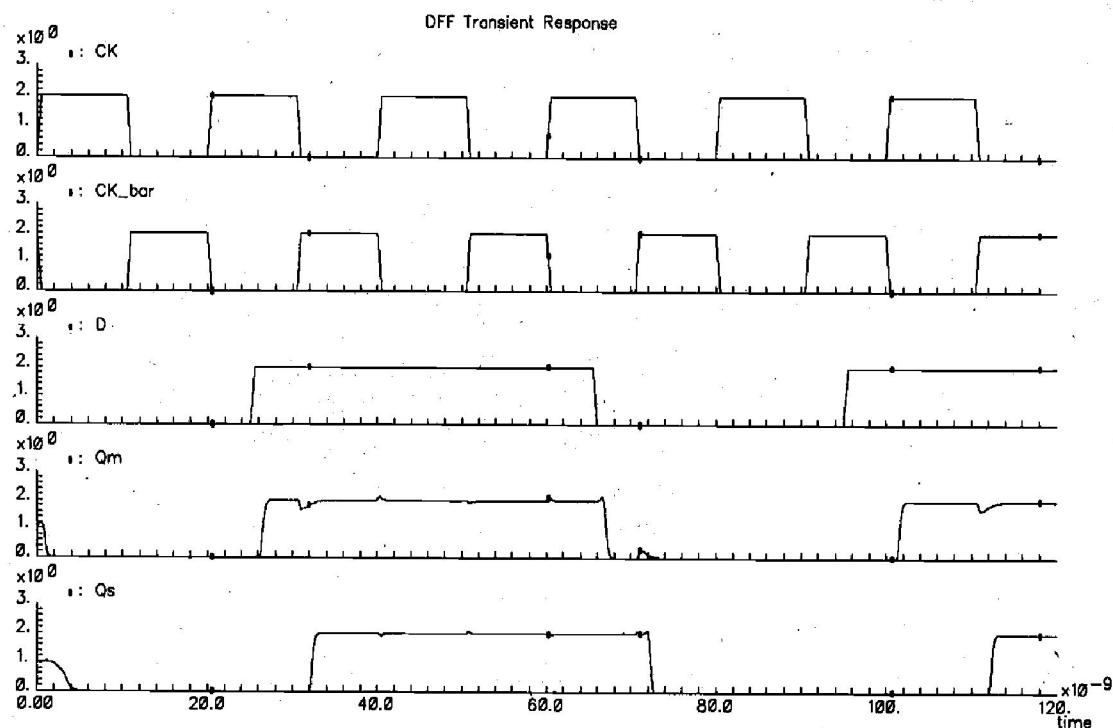 DFF Transient Response
x10 0
: CK
3.
2.
1.
0.
x10 0
: CK_bar
3.
2.
1.
0.
x10 0
: D
3.
2.
1.
0.
x10 0
: Qm
3.
2.
1.
0.
x10 0
: Qs
3.
2.
1.
0.
0.00 20.0 40.0 60.0 80.0 100. 120. x10-9
time